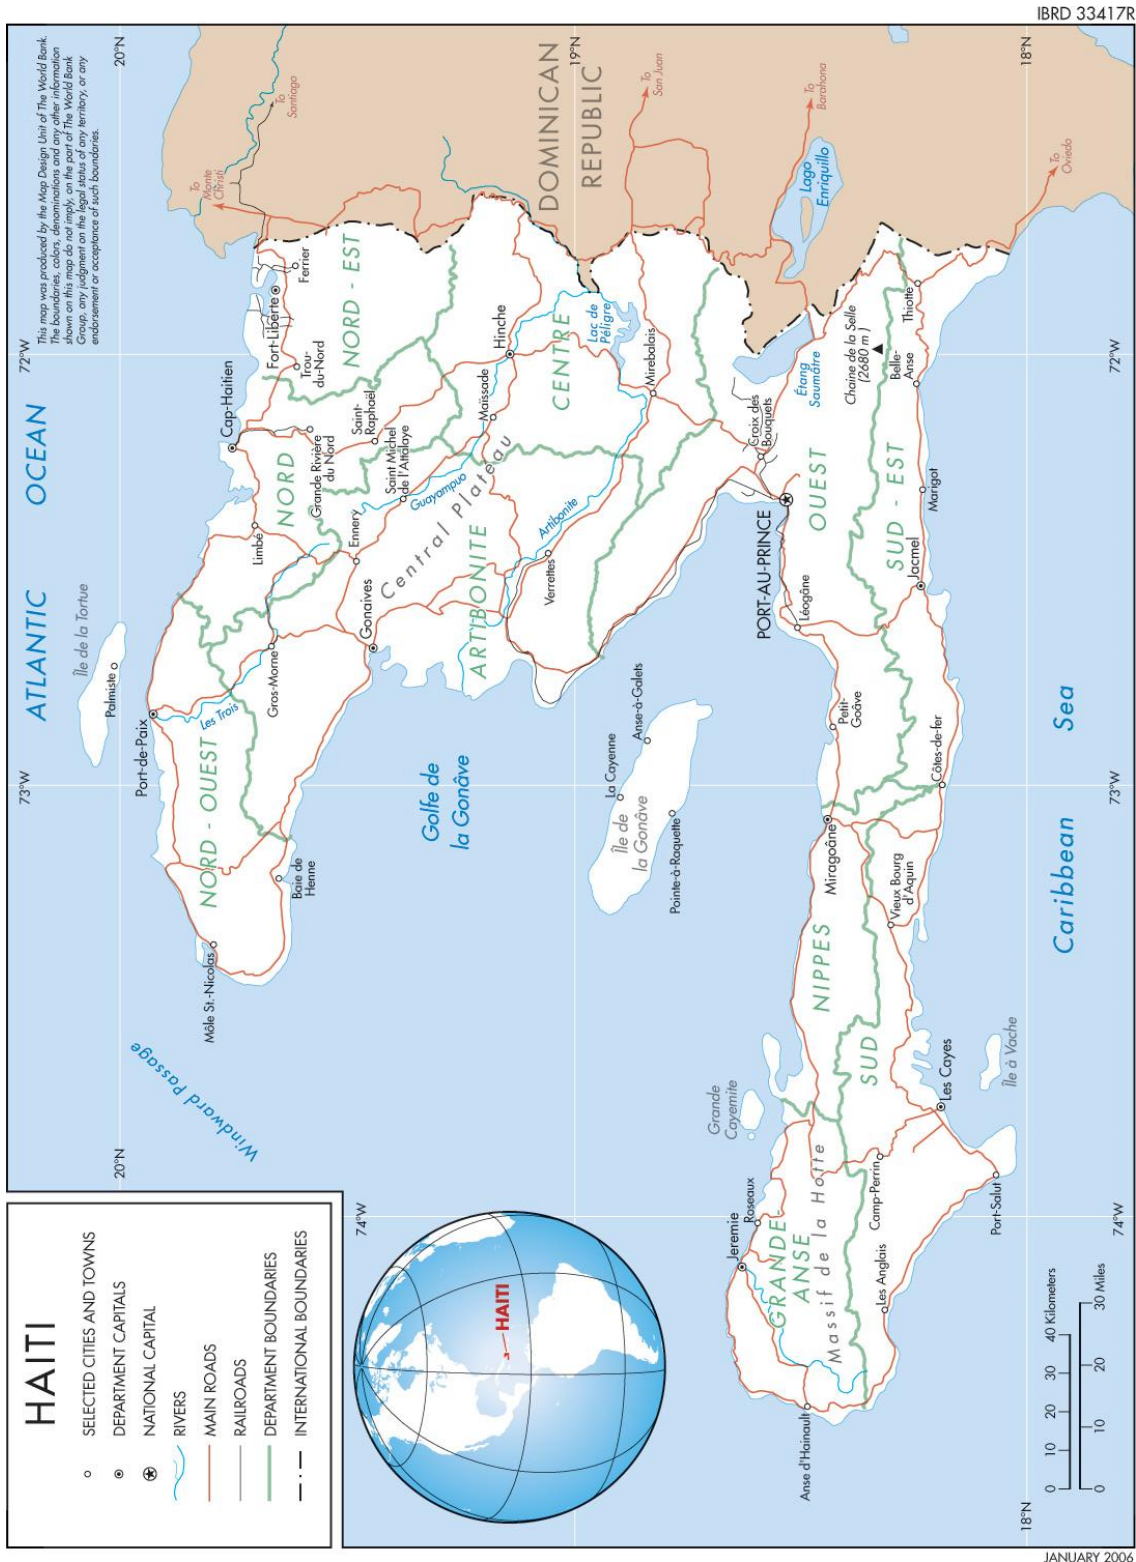 IBRD 33417R
HAITI
SELECTED CITIES AND TOWNS
DEPARTMENT CAPITALS
NATIONAL CAPITAL
RIVERS
MAIN ROADS
RAILROADS
DEPARTMENT BOUNDARIES
INTERNATIONAL BOUNDARIES
This map was produced by the Map Design Unit of The World Bank.
The boundaries, colors, denominations and any other information
shown on this map do not imply, on the part of The World Bank
Group, any judgment on the legal status of any territory, or any
endorsement or acceptance of such boundaries.
74°W
73°W
72°W
20°N
20°N
19°N
18°N
18°N
74°W
73°W
72°W
ATLANTIC
OCEAN
Windward Passage
Golfe de
la Gonâve
Caribbean
Sea
DOMINICAN
REPUBLIC
To
Monte
Christi
To
Santiago
To
San Juan
To
Barahona
To
Oviedo
Lago
Enriquillo
Île de la Tortue
Palmiste
Port-de-Paix
Môle St.-Nicolas
NORD - OUEST
Baie de
Henne
Les Trois
Gros-Morne
Limbé
Cap-Haïtien
NORD
Grande Rivière
du Nord
Fort-Liberté
Ferrier
Trou-
du-Nord
NORD - EST
Saint-
Raphaël
Saint Michel
de l'Attalaye
Ennery
Gonaïves
Guayampuo
Central Plateau
Maïssade
Hinche
CENTRE
ARTIBONITE
Artibonite
Verrettes
Lac de
Péligre
Mirebalais
La Cayenne
Anse-à-Galets
Île de
la Gonâve
Pointe-à-Raquette
Croix des
Bouquets
PORT-AU-PRINCE
OUEST
Étang
Saumâtre
Chaine de la Selle
(2680 m )
Léogâne
Petit-
Goâve
Miragoâne
NIPPES
SUD - EST
Jacmel
Marigot
Belle-
Anse
Thiotte
Côtes-de-fer
Vieux Bourg
d'Aquin
SUD
Les Cayes
Île à Vache
Grande
Cayemite
Jeremie
Roseaux
GRANDE-
ANSE
Massif de la Hotte
Camp-Perrin
Port-Salut
Les Anglais
Anse d'Hainault
HAITI
0
10
20
30
40 Kilometers
0
10
20
30 Miles
JANUARY 2006